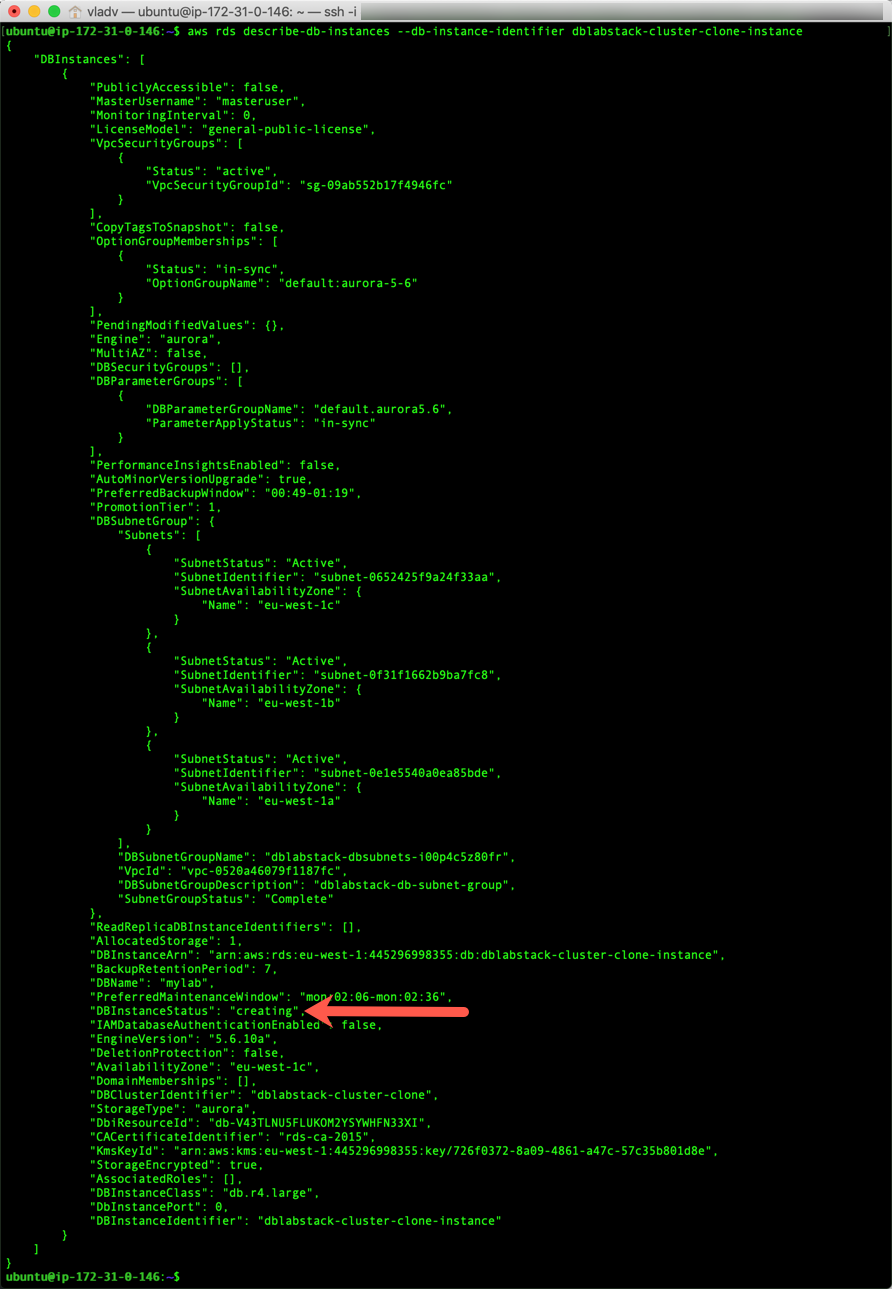 vladv — ubuntu@ip-172-31-0-146: ~ — ssh -i
[ubuntu@ip-172-31-0-146:~$ aws rds describe-db-instances --db-instance-identifier dblabstack-cluster-clone-instance ]
{
    "DBInstances": [
        {
            "PubliclyAccessible": false,
            "MasterUsername": "masteruser",
            "MonitoringInterval": 0,
            "LicenseModel": "general-public-license",
            "VpcSecurityGroups": [
                {
                    "Status": "active",
                    "VpcSecurityGroupId": "sg-09ab552b17f4946fc"
                }
            ],
            "CopyTagsToSnapshot": false,
            "OptionGroupMemberships": [
                {
                    "Status": "in-sync",
                    "OptionGroupName": "default:aurora-5-6"
                }
            ],
            "PendingModifiedValues": {},
            "Engine": "aurora",
            "MultiAZ": false,
            "DBSecurityGroups": [],
            "DBParameterGroups": [
                {
                    "DBParameterGroupName": "default.aurora5.6",
                    "ParameterApplyStatus": "in-sync"
                }
            ],
            "PerformanceInsightsEnabled": false,
            "AutoMinorVersionUpgrade": true,
            "PreferredBackupWindow": "00:49-01:19",
            "PromotionTier": 1,
            "DBSubnetGroup": {
                "Subnets": [
                    {
                        "SubnetStatus": "Active",
                        "SubnetIdentifier": "subnet-0652425f9a24f33aa",
                        "SubnetAvailabilityZone": {
                            "Name": "eu-west-1c"
                        }
                    },
                    {
                        "SubnetStatus": "Active",
                        "SubnetIdentifier": "subnet-0f31f1662b9ba7fc8",
                        "SubnetAvailabilityZone": {
                            "Name": "eu-west-1b"
                        }
                    },
                    {
                        "SubnetStatus": "Active",
                        "SubnetIdentifier": "subnet-0e1e5540a0ea85bde",
                        "SubnetAvailabilityZone": {
                            "Name": "eu-west-1a"
                        }
                    }
                ],
                "DBSubnetGroupName": "dblabstack-dbsubnets-i00p4c5z80fr",
                "VpcId": "vpc-0520a46079f1187fc",
                "DBSubnetGroupDescription": "dblabstack-db-subnet-group",
                "SubnetGroupStatus": "Complete"
            },
            "ReadReplicaDBInstanceIdentifiers": [],
            "AllocatedStorage": 1,
            "DBInstanceArn": "arn:aws:rds:eu-west-1:445296998355:db:dblabstack-cluster-clone-instance",
            "BackupRetentionPeriod": 7,
            "DBName": "mylab",
            "PreferredMaintenanceWindow": "mon:02:06-mon:02:36",
            "DBInstanceStatus": "creating",
            "IAMDatabaseAuthenticationEnabled": false,
            "EngineVersion": "5.6.10a",
            "DeletionProtection": false,
            "AvailabilityZone": "eu-west-1c",
            "DomainMemberships": [],
            "DBClusterIdentifier": "dblabstack-cluster-clone",
            "StorageType": "aurora",
            "DbiResourceId": "db-V43TLNU5FLUKOM2YSYWHFN33XI",
            "CACertificateIdentifier": "rds-ca-2015",
            "KmsKeyId": "arn:aws:kms:eu-west-1:445296998355:key/726f0372-8a09-4861-a47c-57c35b801d8e",
            "StorageEncrypted": true,
            "AssociatedRoles": [],
            "DBInstanceClass": "db.r4.large",
            "DbInstancePort": 0,
            "DBInstanceIdentifier": "dblabstack-cluster-clone-instance"
        }
    ]
}
ubuntu@ip-172-31-0-146:~$